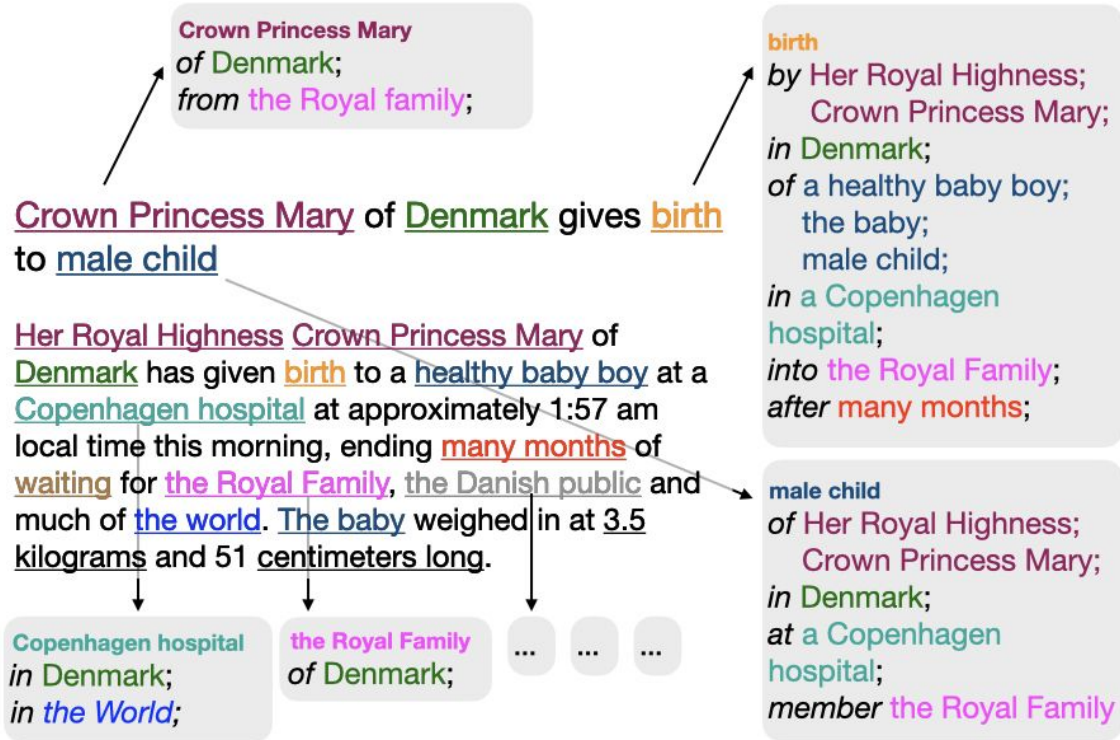 Crown Princess Mary
of Denmark;
from the Royal family;
Crown Princess Mary of Denmark gives birth
to male child
Her Royal Highness Crown Princess Mary of
Denmark has given birth to a healthy baby boy at a
Copenhagen hospital at approximately 1:57 am
local time this morning, ending many months of
waiting for the Royal Family, the Danish public and
much of the world. The baby weighed in at 3.5
kilograms and 51 centimeters long.
Copenhagen hospital
in Denmark;
in the World;
the Royal Family
of Denmark;
...
...
...
birth
by Her Royal Highness;
Crown Princess Mary;
in Denmark;
of a healthy baby boy;
the baby;
male child;
in a Copenhagen
hospital;
into the Royal Family;
after many months;
male child
of Her Royal Highness;
Crown Princess Mary;
in Denmark;
at a Copenhagen
hospital;
member the Royal Family